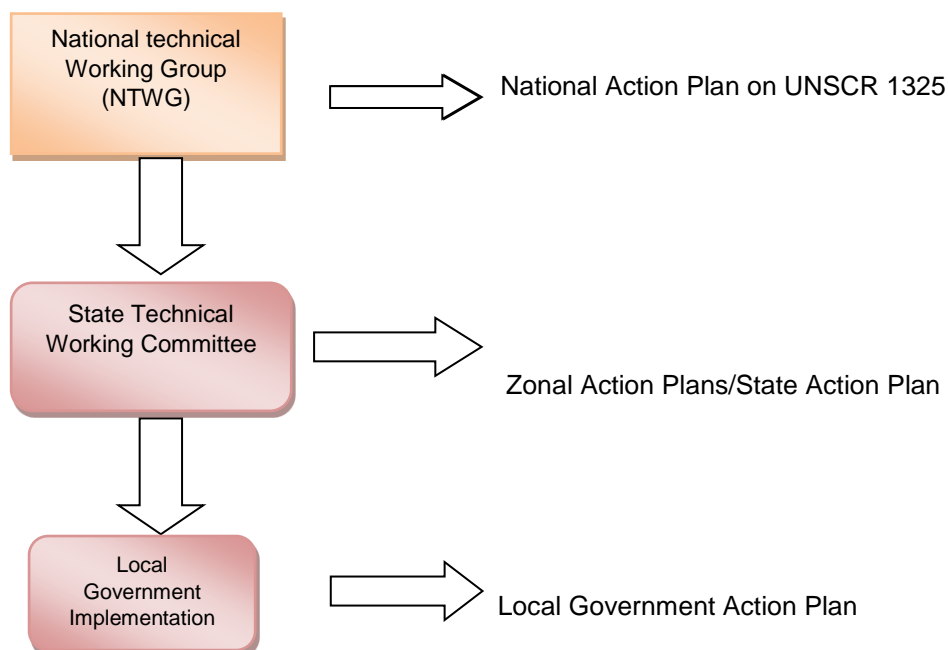 National technical
Working Group
(NTWG)
National Action Plan on UNSCR 1325
State Technical
Working Committee
Zonal Action Plans/State Action Plan
Local
Government
Implementation
Local Government Action Plan